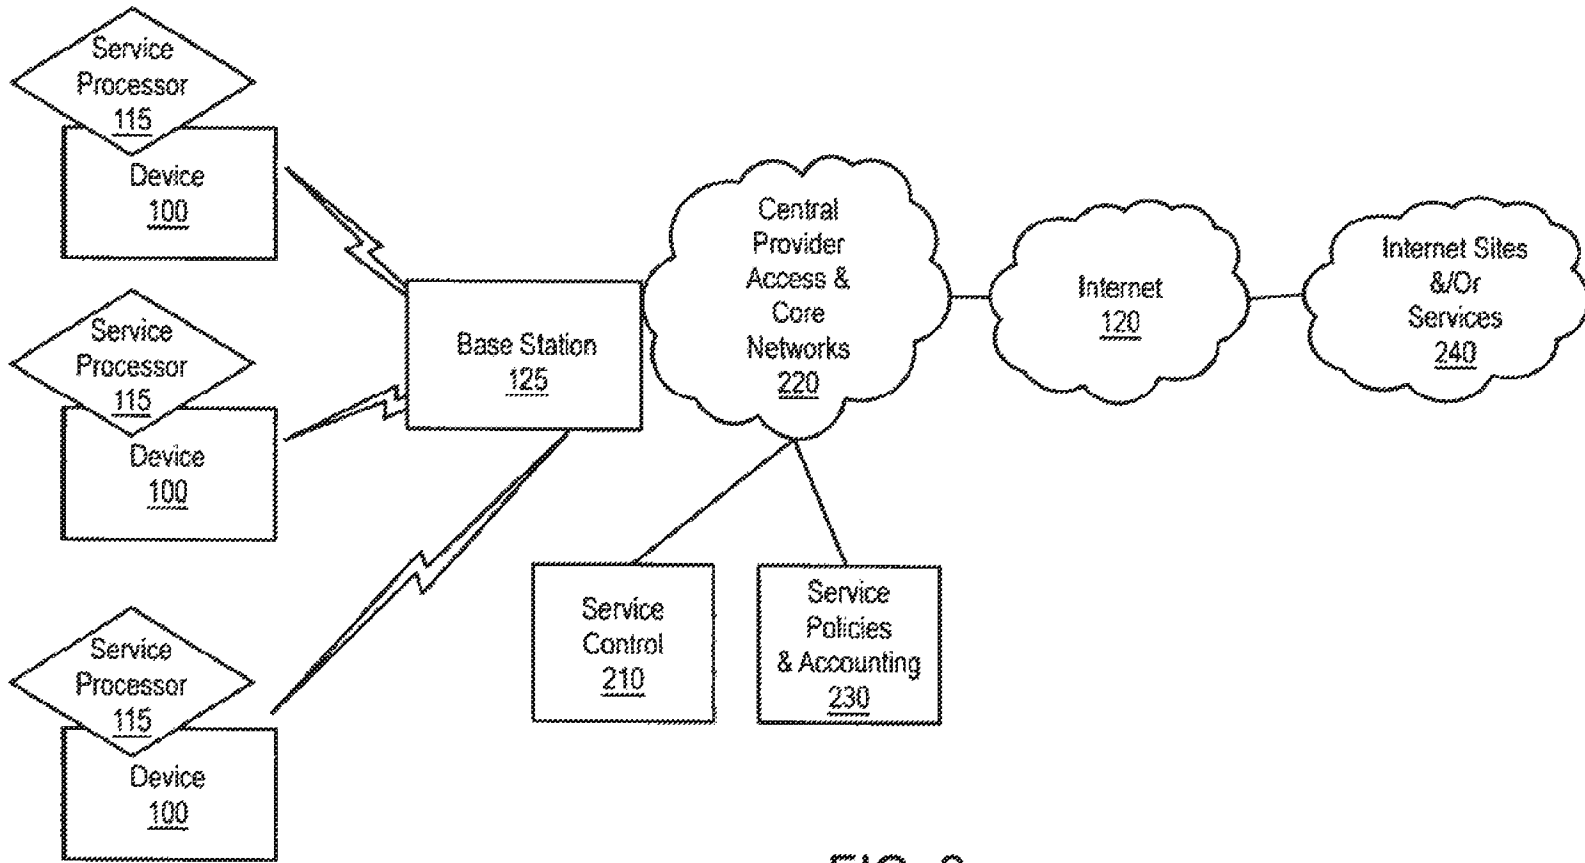 Service
Processor
115
Device
100
Service
Processor
115
Device
100
Service
Processor
115
Device
100
Base Station
125
Central
Provider
Access &
Core
Networks
220
Internet
120
Internet Sites
&/Or
Services
240
Service
Control
210
Service
Policies
& Accounting
230